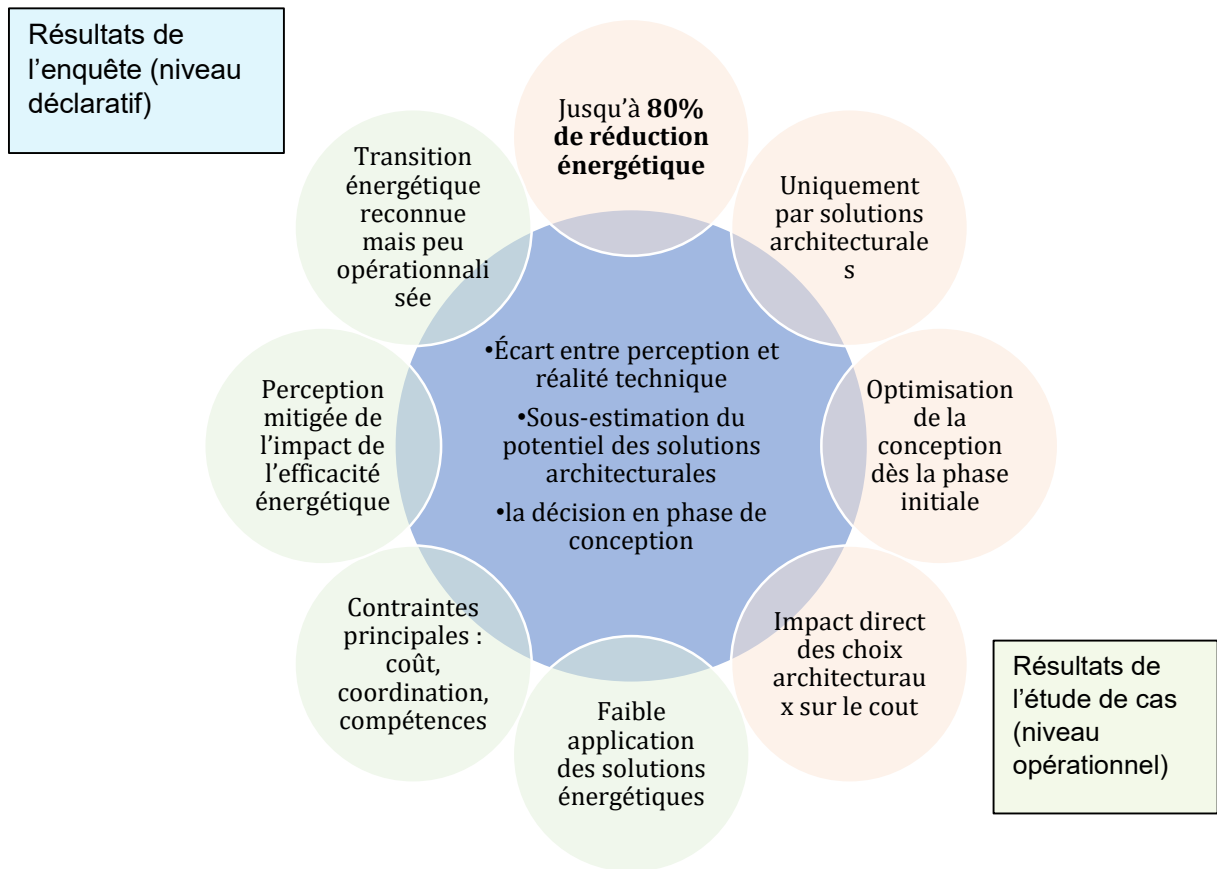 Résultats de
l’enquête (niveau
déclaratif)
Jusqu’à 80%
de réduction
énergétique
Uniquement
par solutions
architecturale
s
Optimisation
de la
conception
dès la phase
initiale
Impact direct
des choix
architecturau
x sur le cout
Faible
application
des solutions
énergétiques
Contraintes
principales :
coût,
coordination,
compétences
Perception
mitigée de
l’impact de
l’efficacité
énergétique
Transition
énergétique
reconnue
mais peu
opérationnali
sée
•Écart entre perception et
réalité technique
•Sous-estimation du
potentiel des solutions
architecturales
•la décision en phase de
conception
Résultats de
l’étude de cas
(niveau
opérationnel)